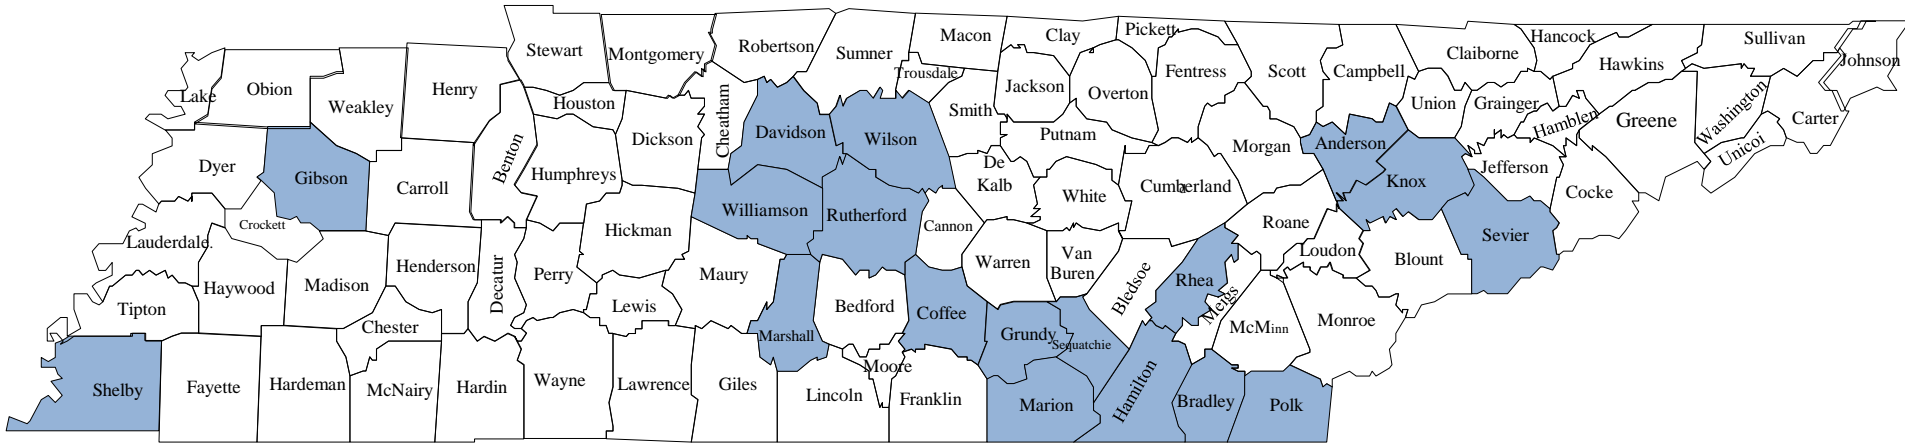 Stewart
Montgomery
Robertson
Sumner
Macon
Clay
Pickett
Hancock
Sullivan
Johnson
Lake
Obion
Weakley
Henry
Houston
Cheatham
Trousdale
Smith
Jackson
Overton
Fentress
Scott
Campbell
Claiborne
Union
Grainger
Hawkins
Hamblen
Greene
Washington
Unicoi
Carter
Dyer
Gibson
Carroll
Benton
Humphreys
Dickson
Davidson
Wilson
De
Kalb
Putnam
White
Cumberland
Morgan
Anderson
Knox
Jefferson
Cocke
Sevier
Lauderdale.
Crockett
Haywood
Madison
Henderson
Decatur
Perry
Hickman
Lewis
Williamson
Maury
Rutherford
Cannon
Warren
Van
Buren
Bledsoe
Rhea
Meigs
Roane
Loudon
Blount
Tipton
Chester
Marshall
Bedford
Coffee
Grundy
Sequatchie
McMinn
Monroe
Shelby
Fayette
Hardeman
McNairy
Hardin
Wayne
Lawrence
Giles
Lincoln
Moore
Franklin
Marion
Hamilton
Bradley
Polk